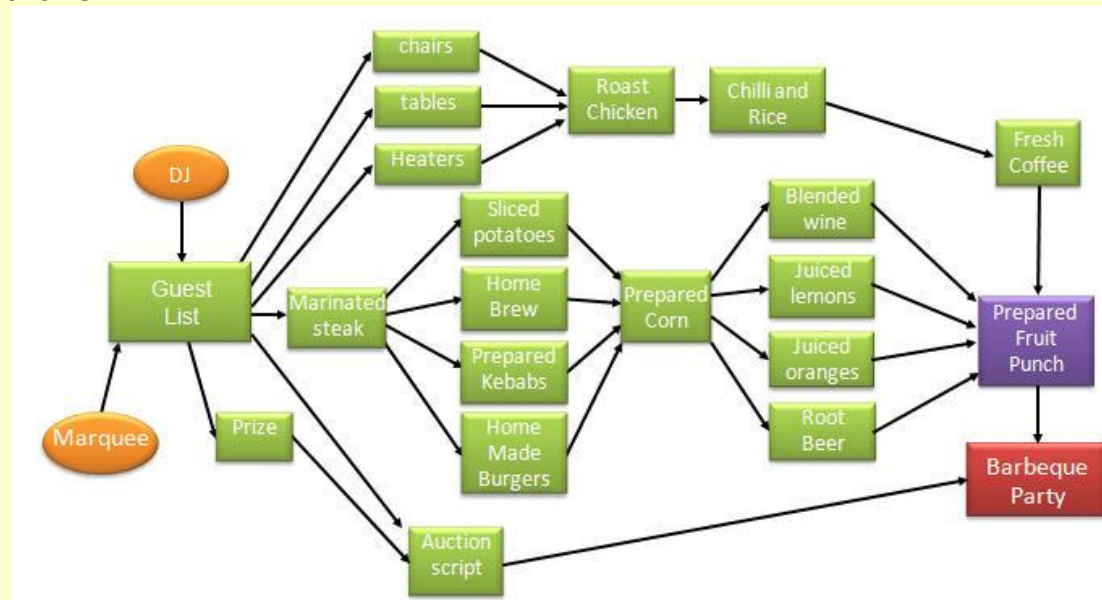 chairs
tables
Heaters
Roast
Chicken
Chilli and
Rice
Fresh
Coffee
DJ
Guest
List
Marquee
Prize
Marinated
steak
Sliced
potatoes
Home
Brew
Prepared
Kebabs
Home
Made
Burgers
Prepared
Corn
Blended
wine
Juiced
lemons
Juiced
oranges
Root
Beer
Prepared
Fruit
Punch
Barbeque
Party
Auction
script